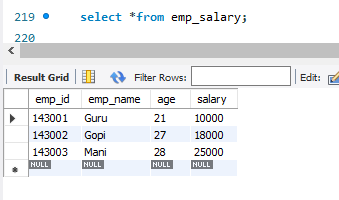 219 select *from emp_salary;
220
Result Grid Filter Rows: Edit:
emp_id emp_name age salary
143001 Guru 21 10000
143002 Gopi 27 18000
143003 Mani 28 25000
NULL NULL NULL NULL